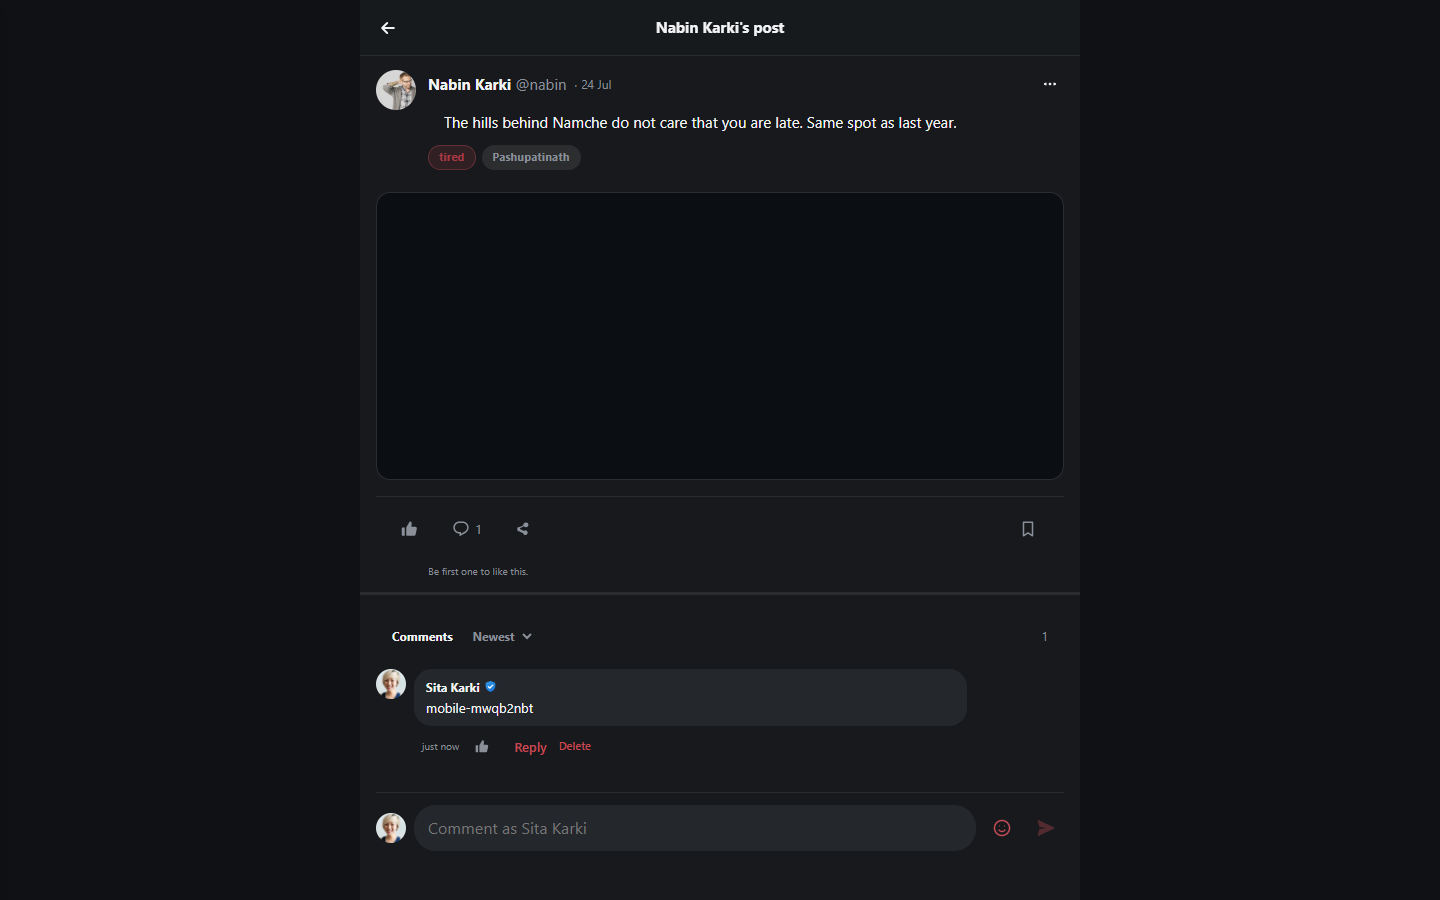 Nabin Karki's post
Nabin Karki @nabin · 24 Jul
The hills behind Namche do not care that you are late. Same spot as last year.
tired Pashupatinath
1
Be first one to like this.
Comments Newest 1
Sita Karki
mobile-mwqb2nbt
just now Reply Delete
Comment as Sita Karki